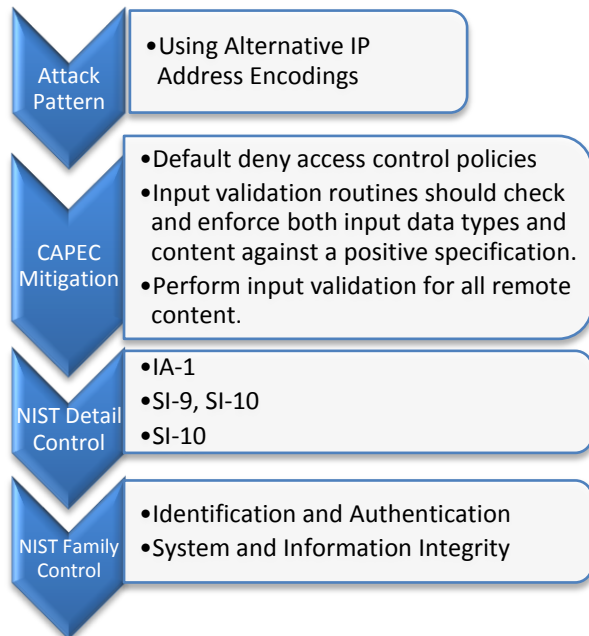 Attack
Pattern
•Using Alternative IP
Address Encodings
CAPEC
Mitigation
•Default deny access control policies
•Input validation routines should check
and enforce both input data types and
content against a positive specification.
•Perform input validation for all remote
content.
NIST Detail
Control
•IA-1
•SI-9, SI-10
•SI-10
NIST Family
Control
•Identification and Authentication
•System and Information Integrity